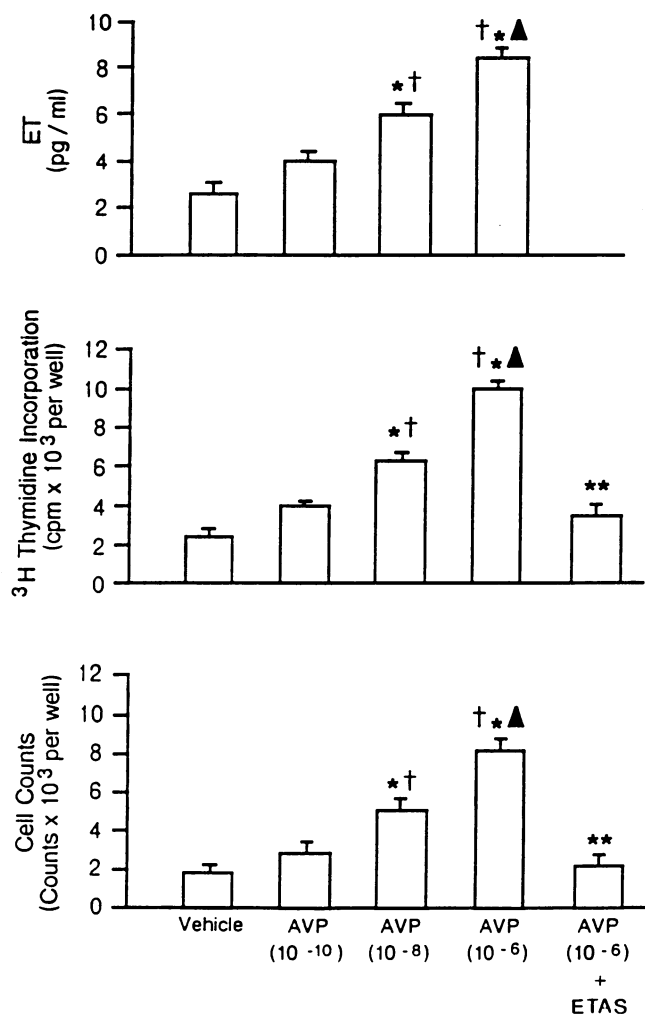 ET
(pg / ml)
10
8
6
4
2
0
* †
† * ▲
³H Thymidine Incorporation
(cpm x 10³ per well)
12
10
8
6
4
2
0
* †
† * ▲
**
Cell Counts
(Counts x 10³ per well)
12
10
8
6
4
2
0
* †
† * ▲
**
Vehicle AVP AVP AVP AVP
(10 -10) (10 -8) (10 -6) (10 -6)
+
ETAS